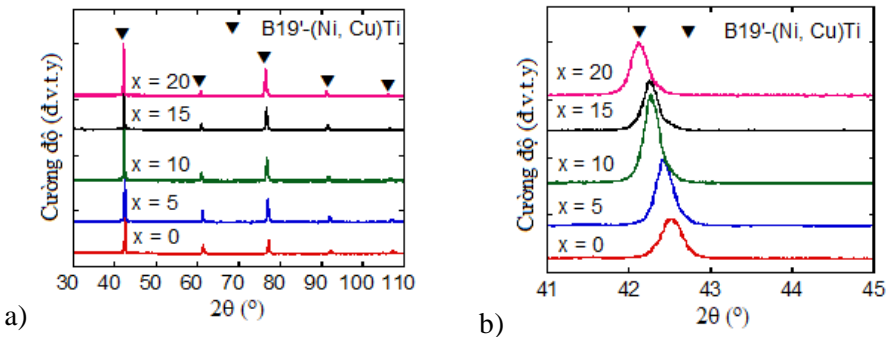 ▼ B19'-(Ni, Cu)Ti
x = 20
x = 15
x = 10
x = 5
x = 0
Cường độ (đ.v.t.y)
30 40 50 60 70 80 90 100 110
2θ (°)
a)
▼ B19'-(Ni, Cu)Ti
x = 20
x = 15
x = 10
x = 5
x = 0
Cường độ (đ.v.t.y)
41 42 43 44 45
2θ (°)
b)